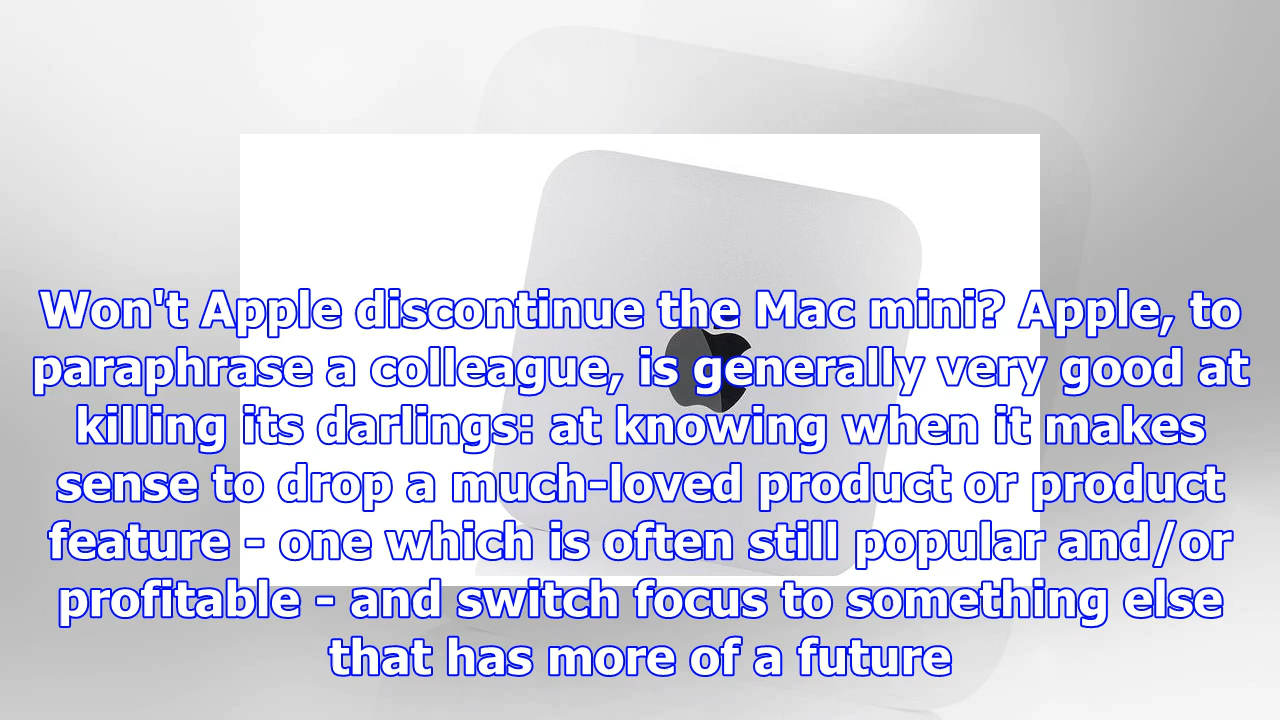 Won't Apple discontinue the Mac mini? Apple, to
paraphrase a colleague, is generally very good at
killing its darlings: at knowing when it makes
sense to drop a much-loved product or product
feature - one which is often still popular and/or
profitable - and switch focus to something else
that has more of a future